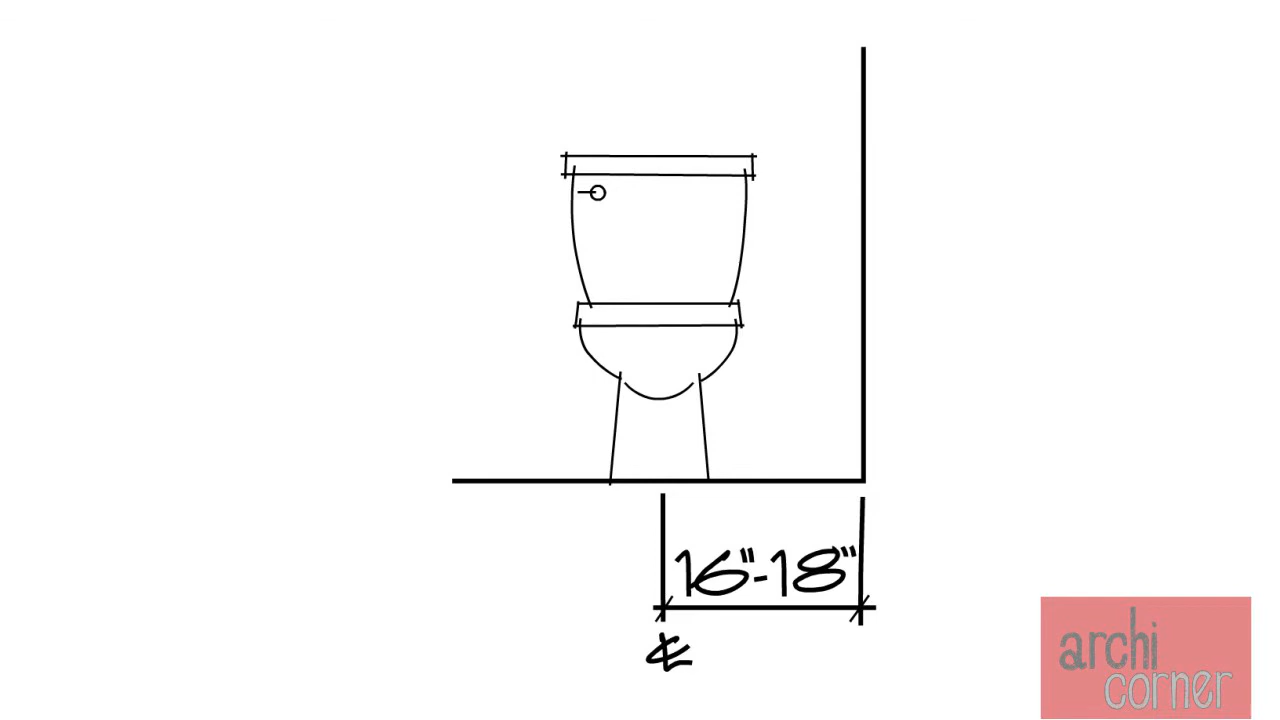 16"-18"
℄
archi
corner